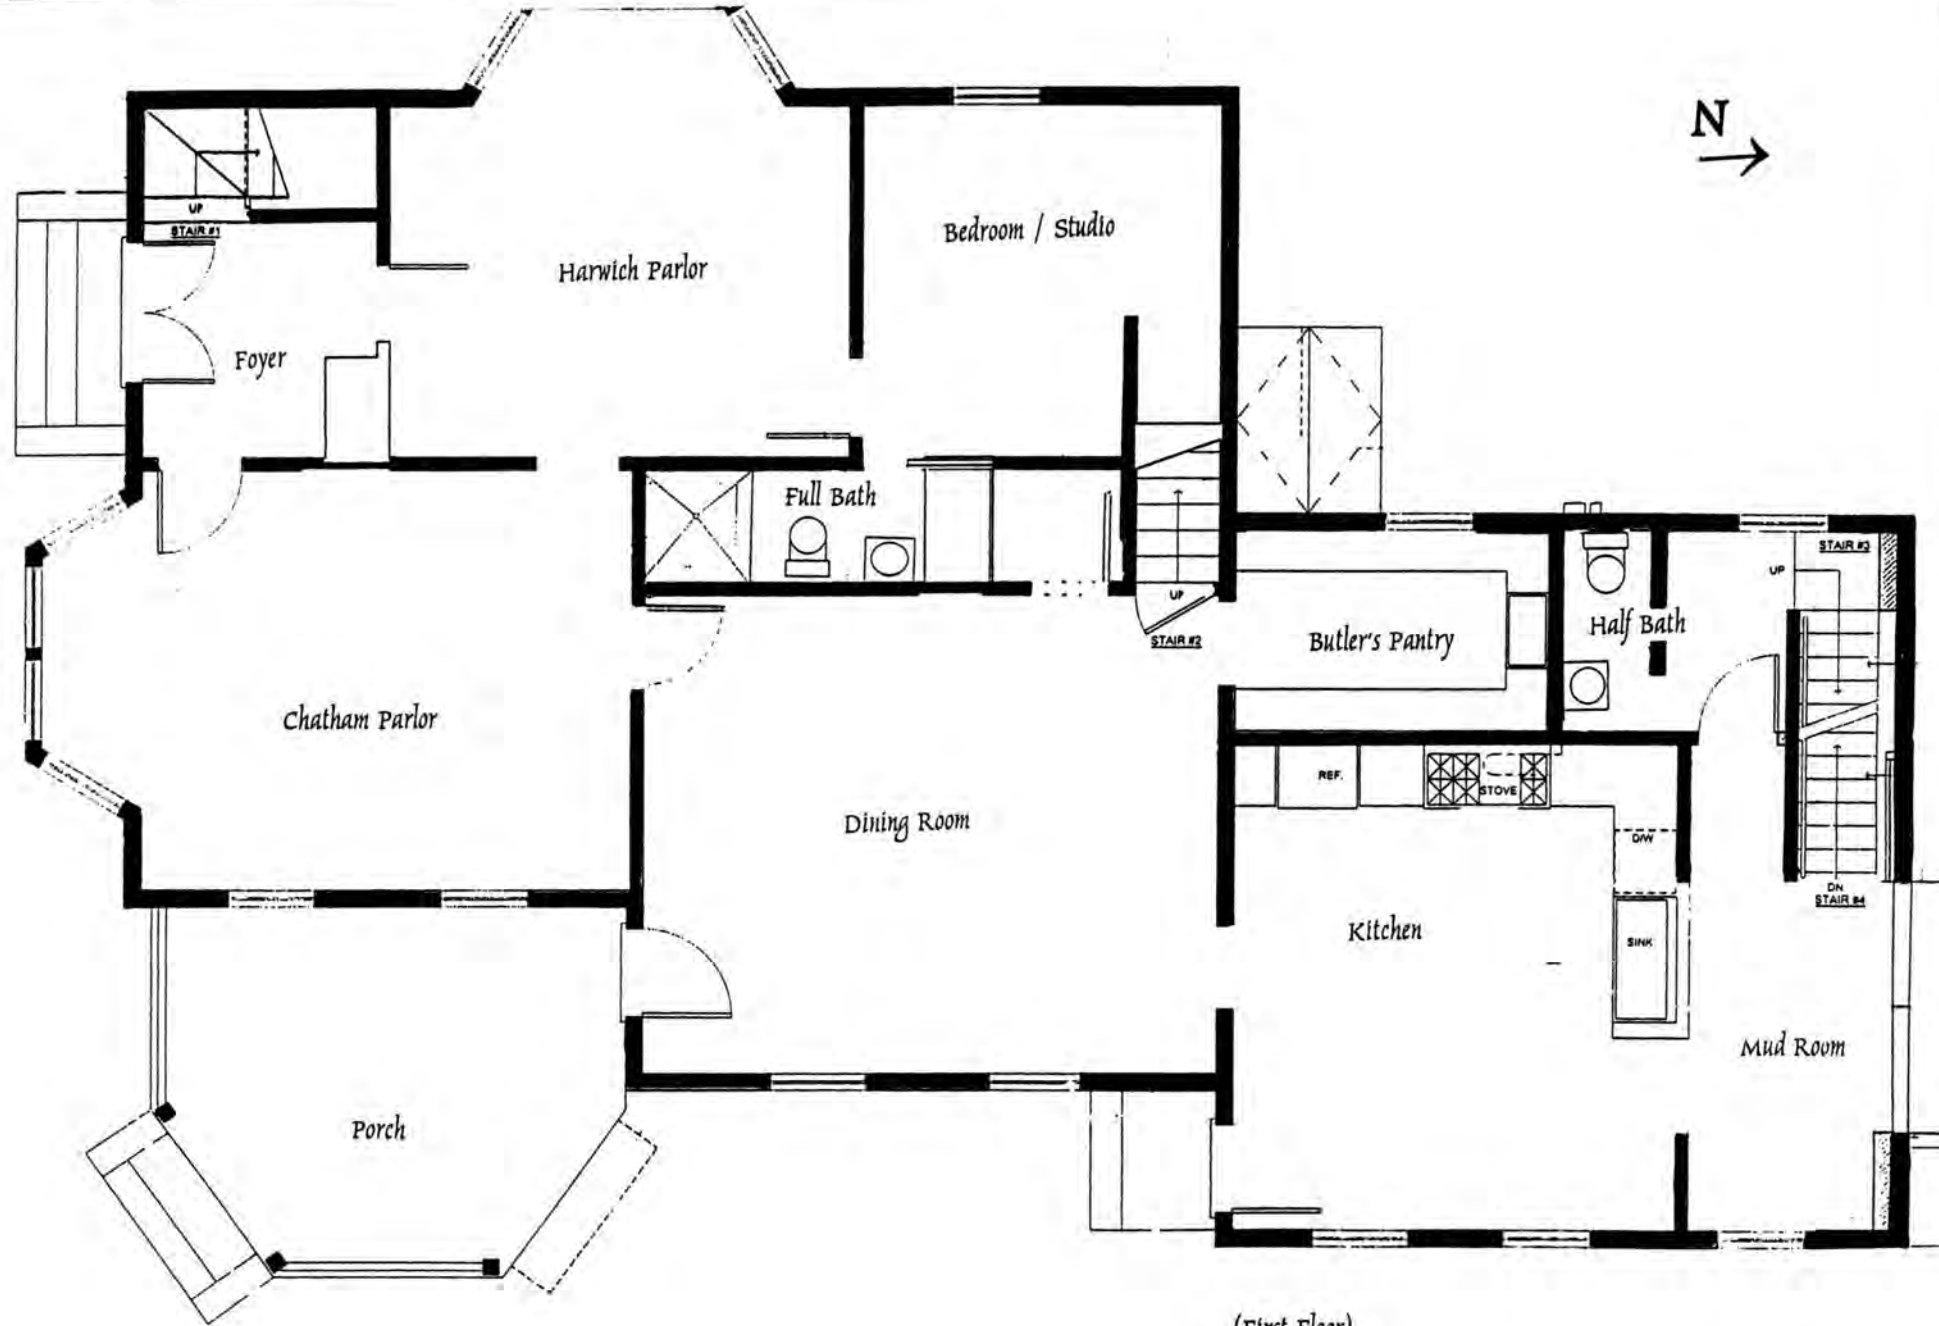 N
UP
STAIR #1
Harwich Parlor
Bedroom / Studio
Foyer
Full Bath
UP
STAIR #2
Butler's Pantry
Half Bath
UP
STAIR #3
Chatham Parlor
Dining Room
REF.
STOVE
D/W
SINK
Kitchen
DN
STAIR #4
Mud Room
Porch
(First Floor)